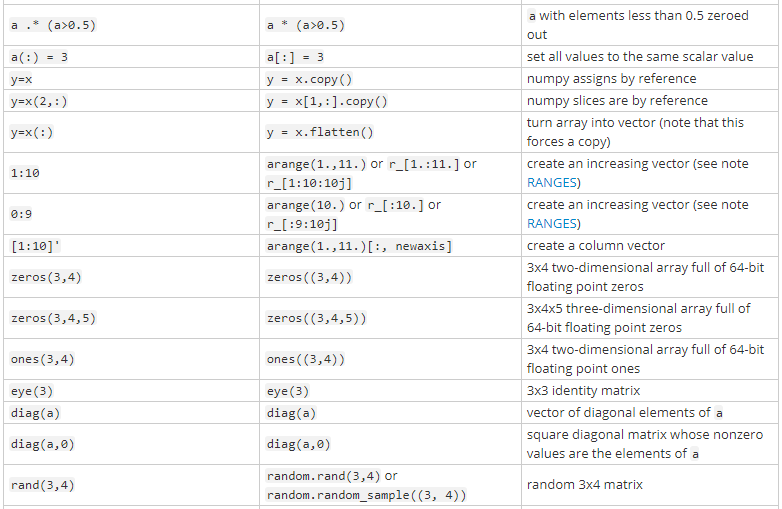 a .* (a>0.5) a * (a>0.5) a with elements less than 0.5 zeroed
out
a(:) = 3 a[:] = 3 set all values to the same scalar value
y=x y = x.copy() numpy assigns by reference
y=x(2,:) y = x[1,:].copy() numpy slices are by reference
y=x(:) y = x.flatten() turn array into vector (note that this
forces a copy)
1:10 arange(1.,11.) or r_[1.:11.] or
r_[1:10:10j] create an increasing vector (see note
RANGES)
0:9 arange(10.) or r_[:10.] or
r_[:9:10j] create an increasing vector (see note
RANGES)
[1:10]' arange(1.,11.)[:, newaxis] create a column vector
zeros(3,4) zeros((3,4)) 3x4 two-dimensional array full of 64-bit
floating point zeros
zeros(3,4,5) zeros((3,4,5)) 3x4x5 three-dimensional array full of
64-bit floating point zeros
ones(3,4) ones((3,4)) 3x4 two-dimensional array full of 64-bit
floating point ones
eye(3) eye(3) 3x3 identity matrix
diag(a) diag(a) vector of diagonal elements of a
diag(a,0) diag(a,0) square diagonal matrix whose nonzero
values are the elements of a
rand(3,4) random.rand(3,4) or
random.random_sample((3, 4)) random 3x4 matrix